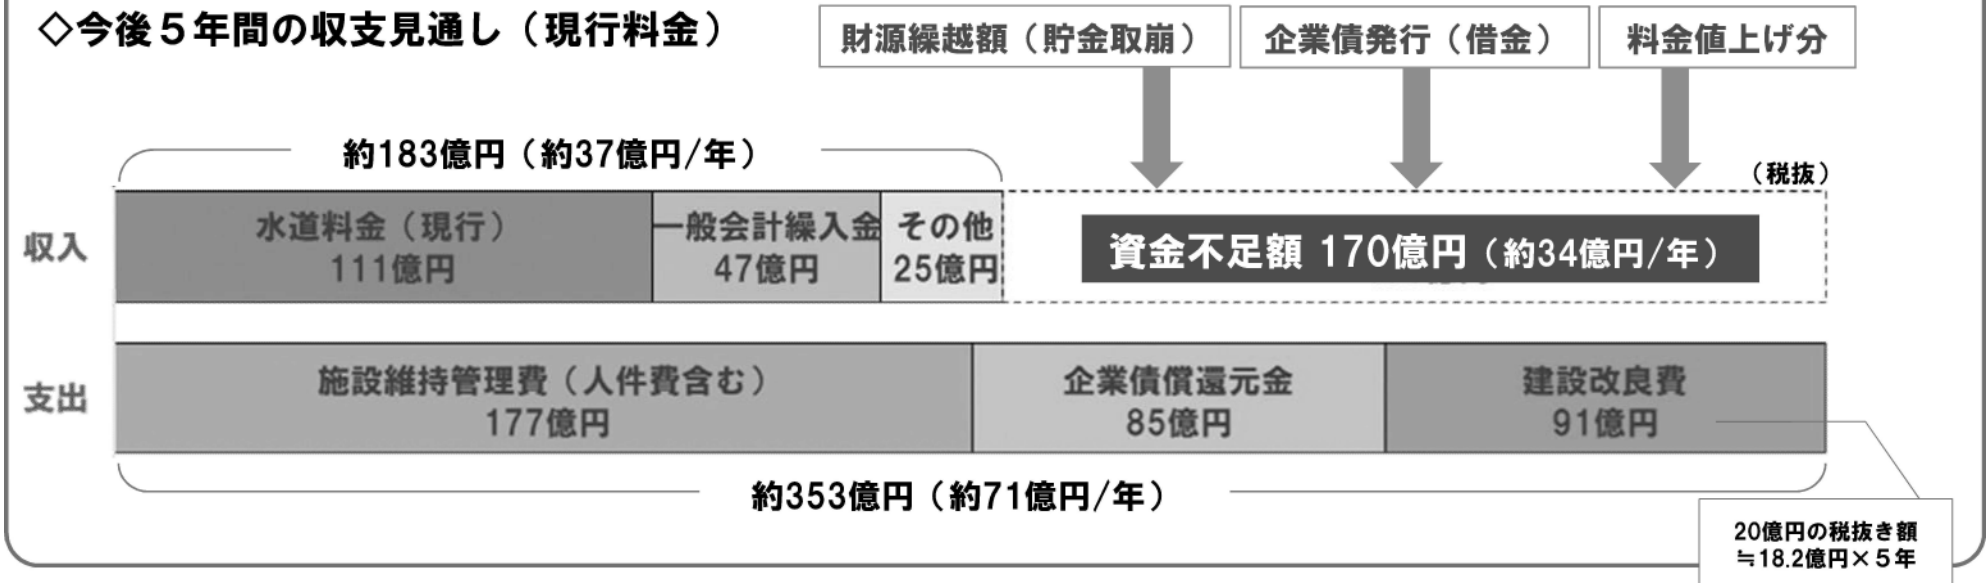 ◇今後５年間の収支見通し（現行料金）
財源繰越額（貯金取崩）
企業債発行（借金）
料金値上げ分
約183億円（約37億円/年）
（税抜）
収入
水道料金（現行）
111億円
一般会計繰入金
47億円
その他
25億円
資金不足額 170億円（約34億円/年）
支出
施設維持管理費（人件費含む）
177億円
企業債償還元金
85億円
建設改良費
91億円
約353億円（約71億円/年）
20億円の税抜き額
≒18.2億円×５年